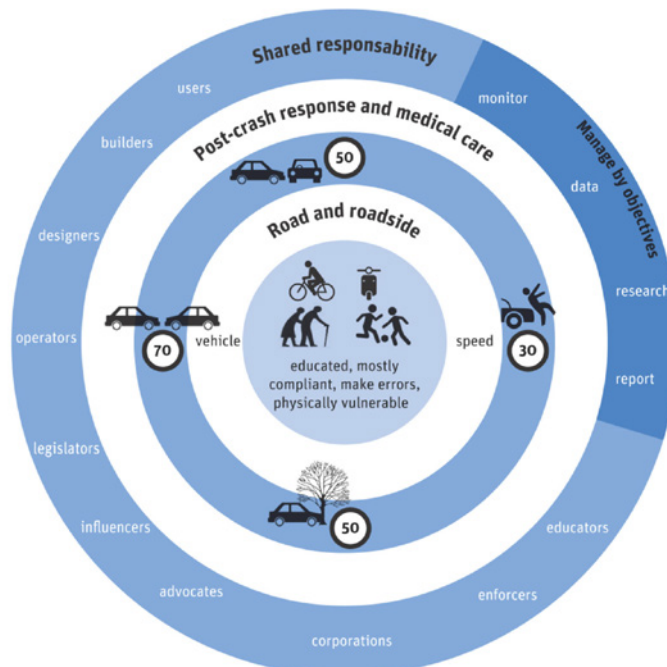 Shared responsability
users
builders
designers
operators
legislators
influencers
advocates
corporations
enforcers
educators
Manage by objectives
monitor
data
research
report
Post-crash response and medical care
50
70
30
50
Road and roadside
vehicle
speed
educated, mostly
compliant, make errors,
physically vulnerable